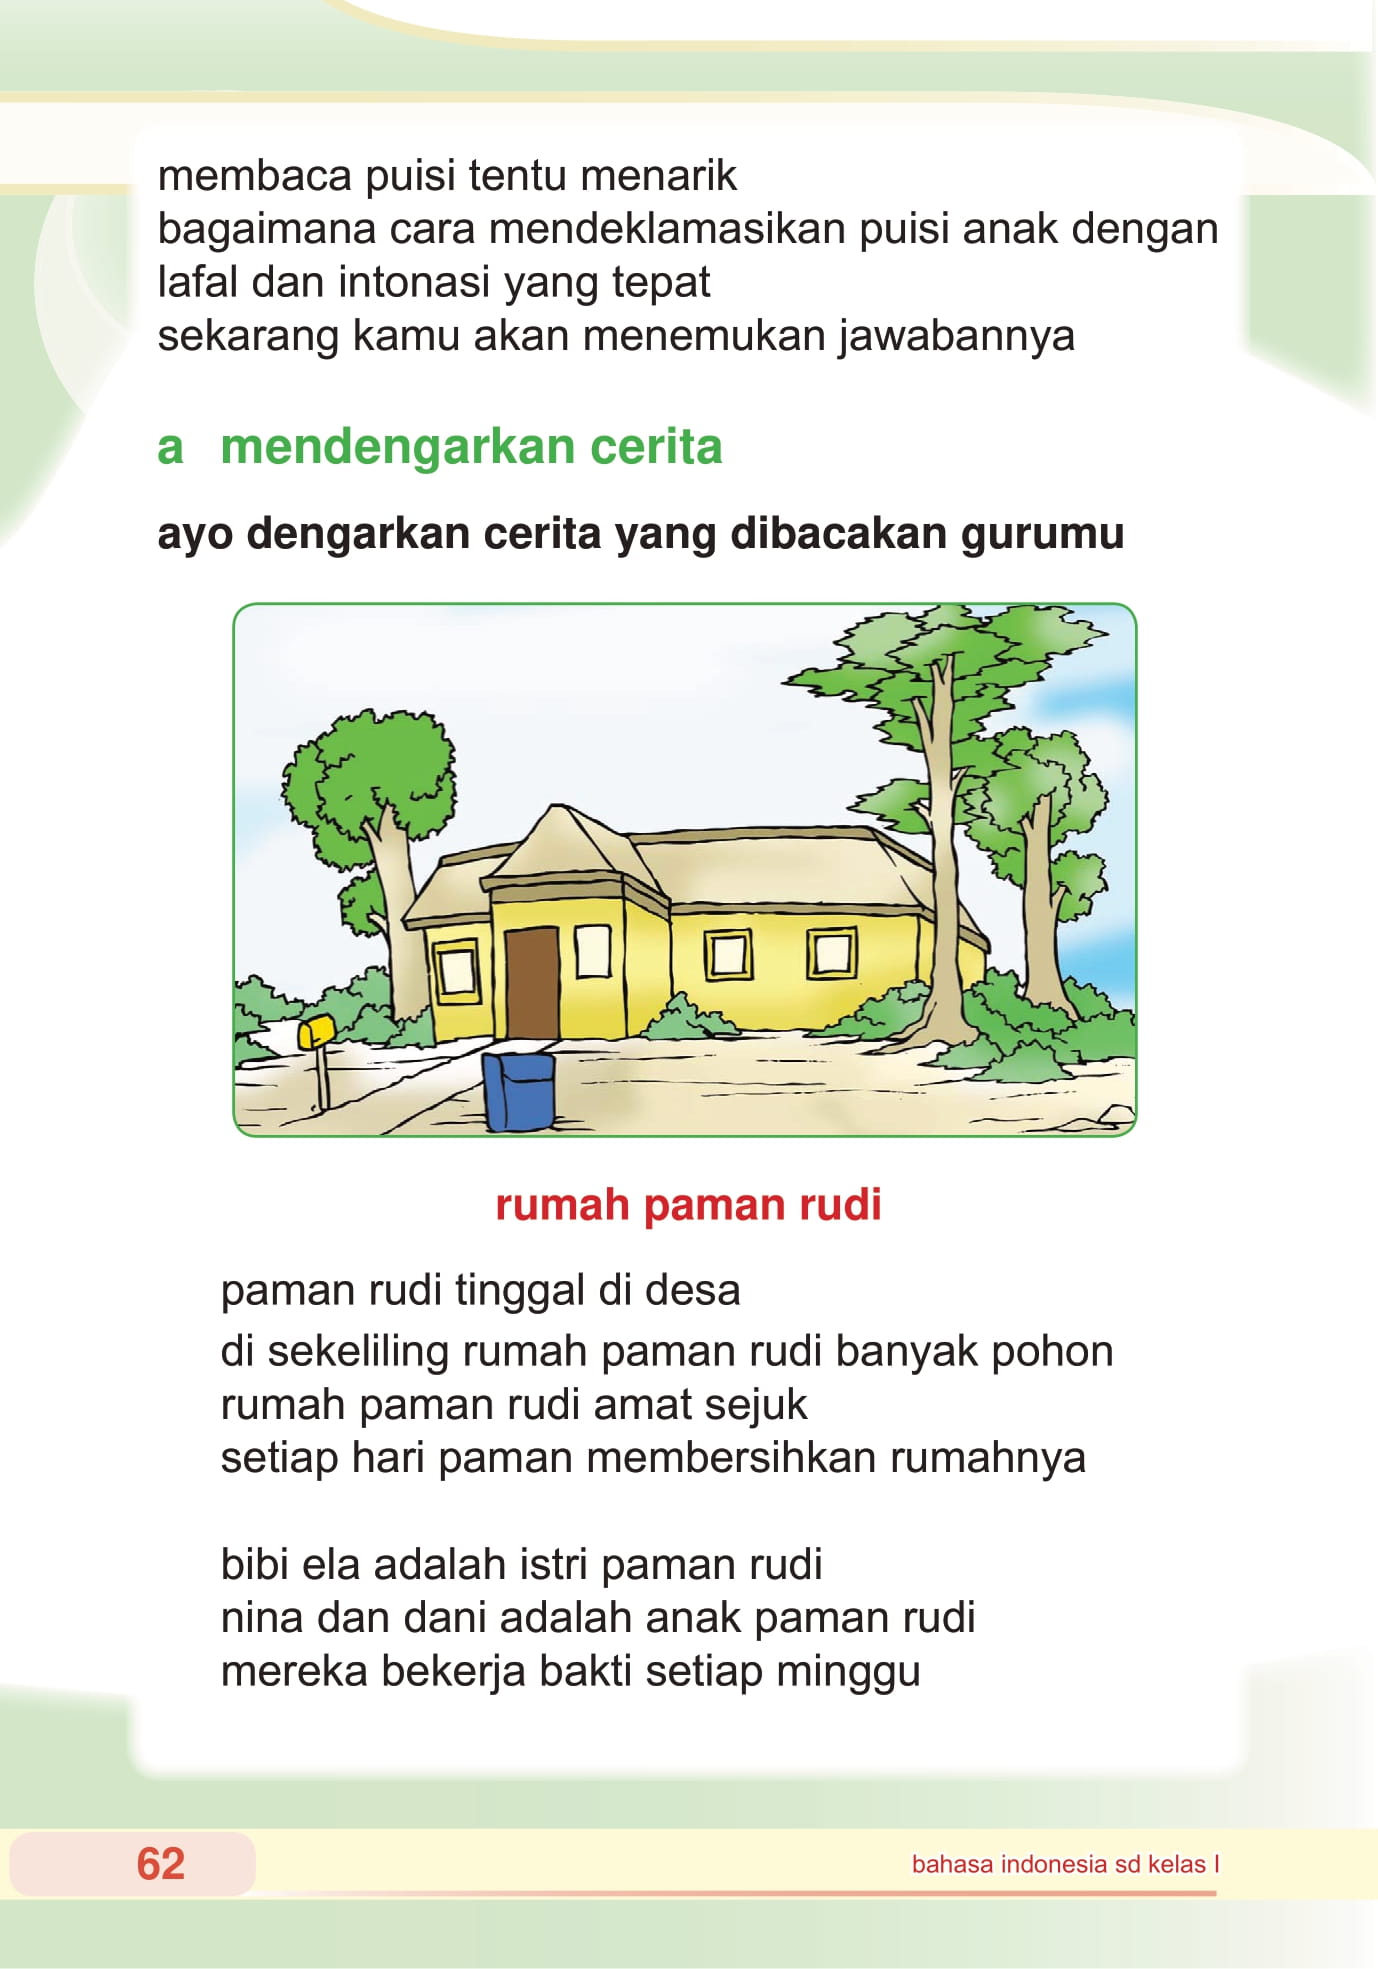 membaca puisi tentu menarik
bagaimana cara mendeklamasikan puisi anak dengan
lafal dan intonasi yang tepat
sekarang kamu akan menemukan jawabannya
a mendengarkan cerita
ayo dengarkan cerita yang dibacakan gurumu
rumah paman rudi
paman rudi tinggal di desa
di sekeliling rumah paman rudi banyak pohon
rumah paman rudi amat sejuk
setiap hari paman membersihkan rumahnya
bibi ela adalah istri paman rudi
nina dan dani adalah anak paman rudi
mereka bekerja bakti setiap minggu
62
bahasa indonesia sd kelas I